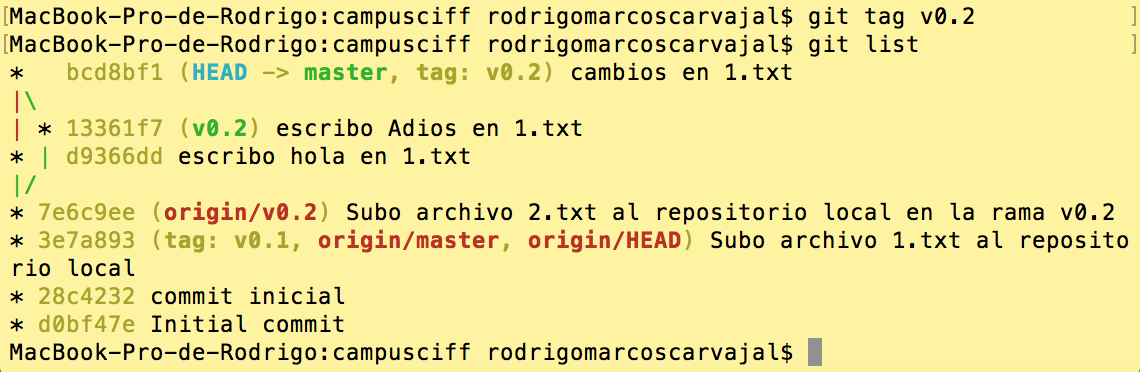 [MacBook-Pro-de-Rodrigo:campusciff rodrigomarcoscarvajal$ git tag v0.2 ]
[MacBook-Pro-de-Rodrigo:campusciff rodrigomarcoscarvajal$ git list ]
*   bcd8bf1 (HEAD -> master, tag: v0.2) cambios en 1.txt
|\
| * 13361f7 (v0.2) escribo Adios en 1.txt
* | d9366dd escribo hola en 1.txt
|/
* 7e6c9ee (origin/v0.2) Subo archivo 2.txt al repositorio local en la rama v0.2
* 3e7a893 (tag: v0.1, origin/master, origin/HEAD) Subo archivo 1.txt al reposito
rio local
* 28c4232 commit inicial
* d0bf47e Initial commit
MacBook-Pro-de-Rodrigo:campusciff rodrigomarcoscarvajal$